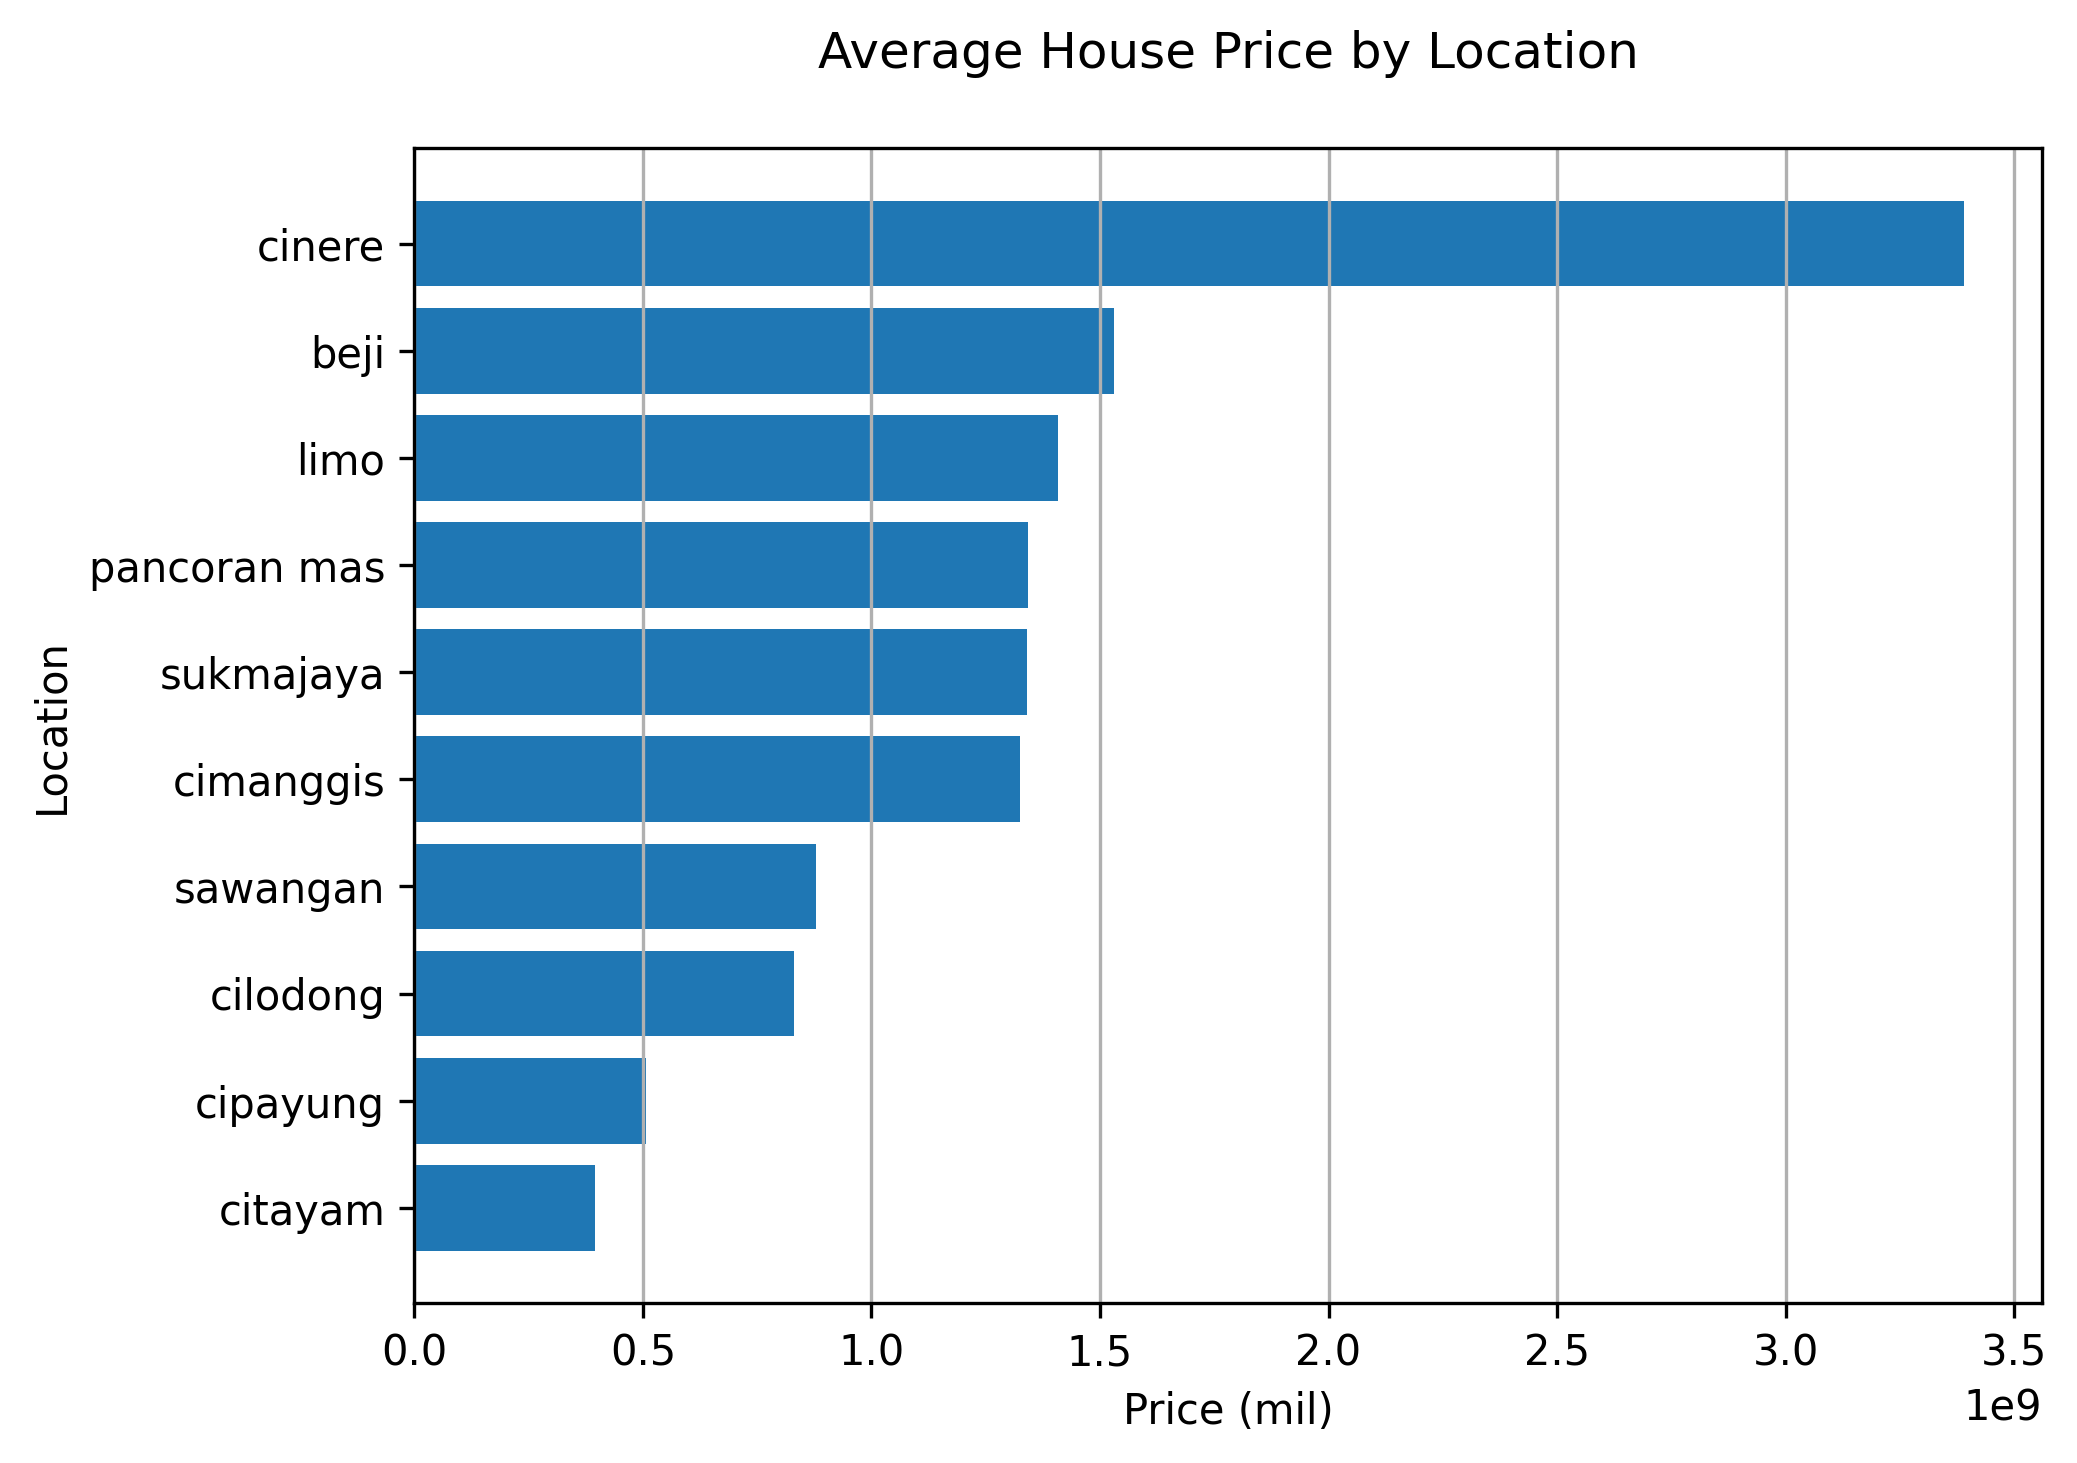 Average House Price by Location
Location
cinere
beji
limo
pancoran mas
sukmajaya
cimanggis
sawangan
cilodong
cipayung
citayam
0.0 0.5 1.0 1.5 2.0 2.5 3.0 3.5
1e9
Price (mil)